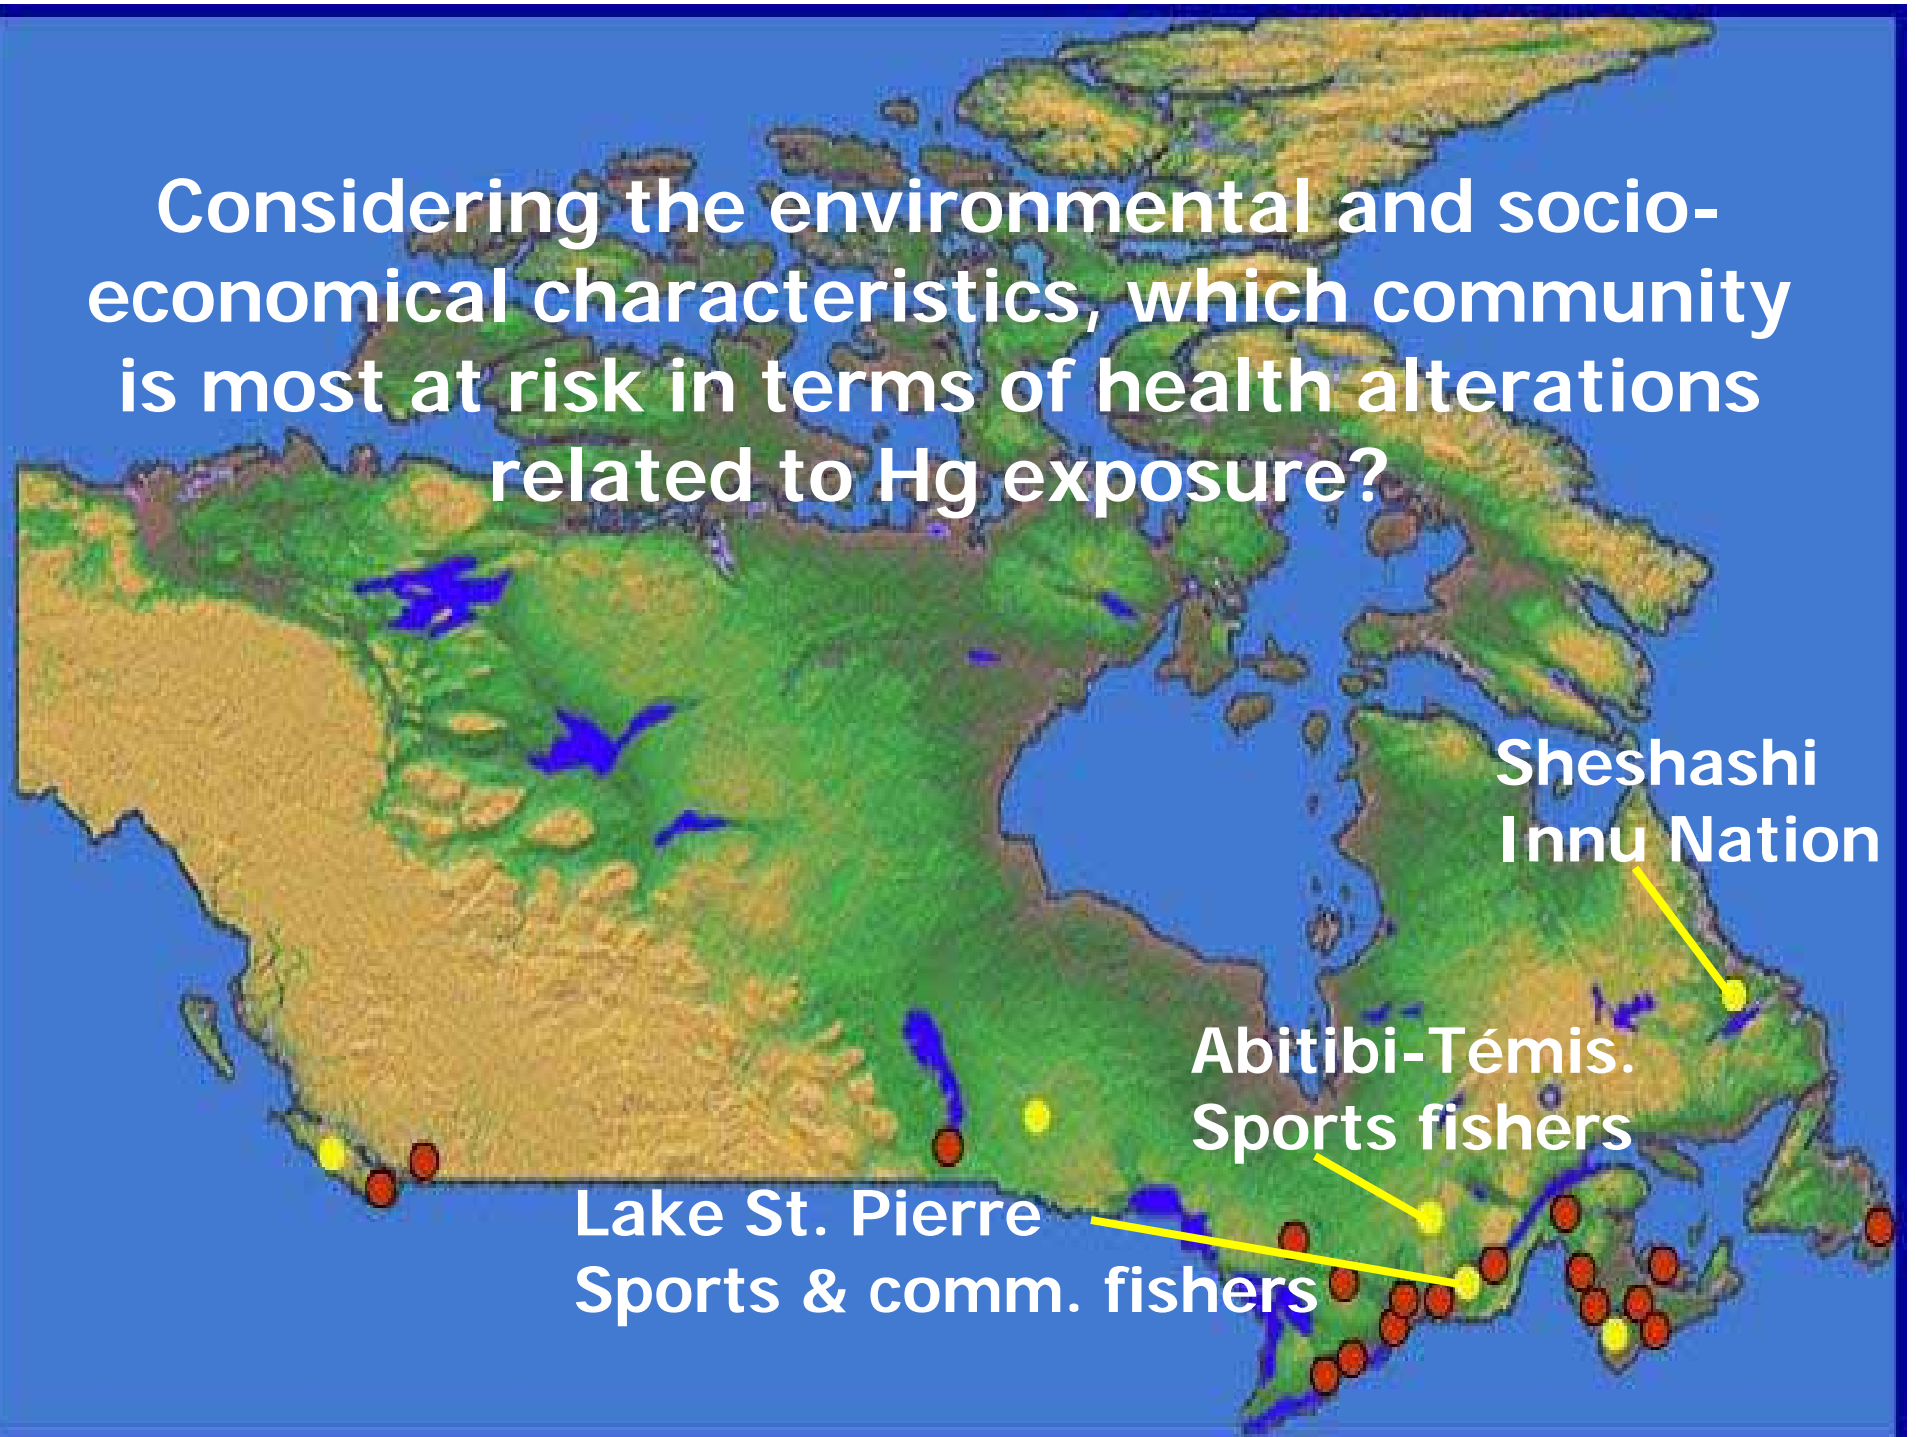 Considering the environmental and socio-
economical characteristics, which community
is most at risk in terms of health alterations
related to Hg exposure?
Sheshashi
Innu Nation
Abitibi-Témis.
Sports fishers
Lake St. Pierre
Sports & comm. fishers